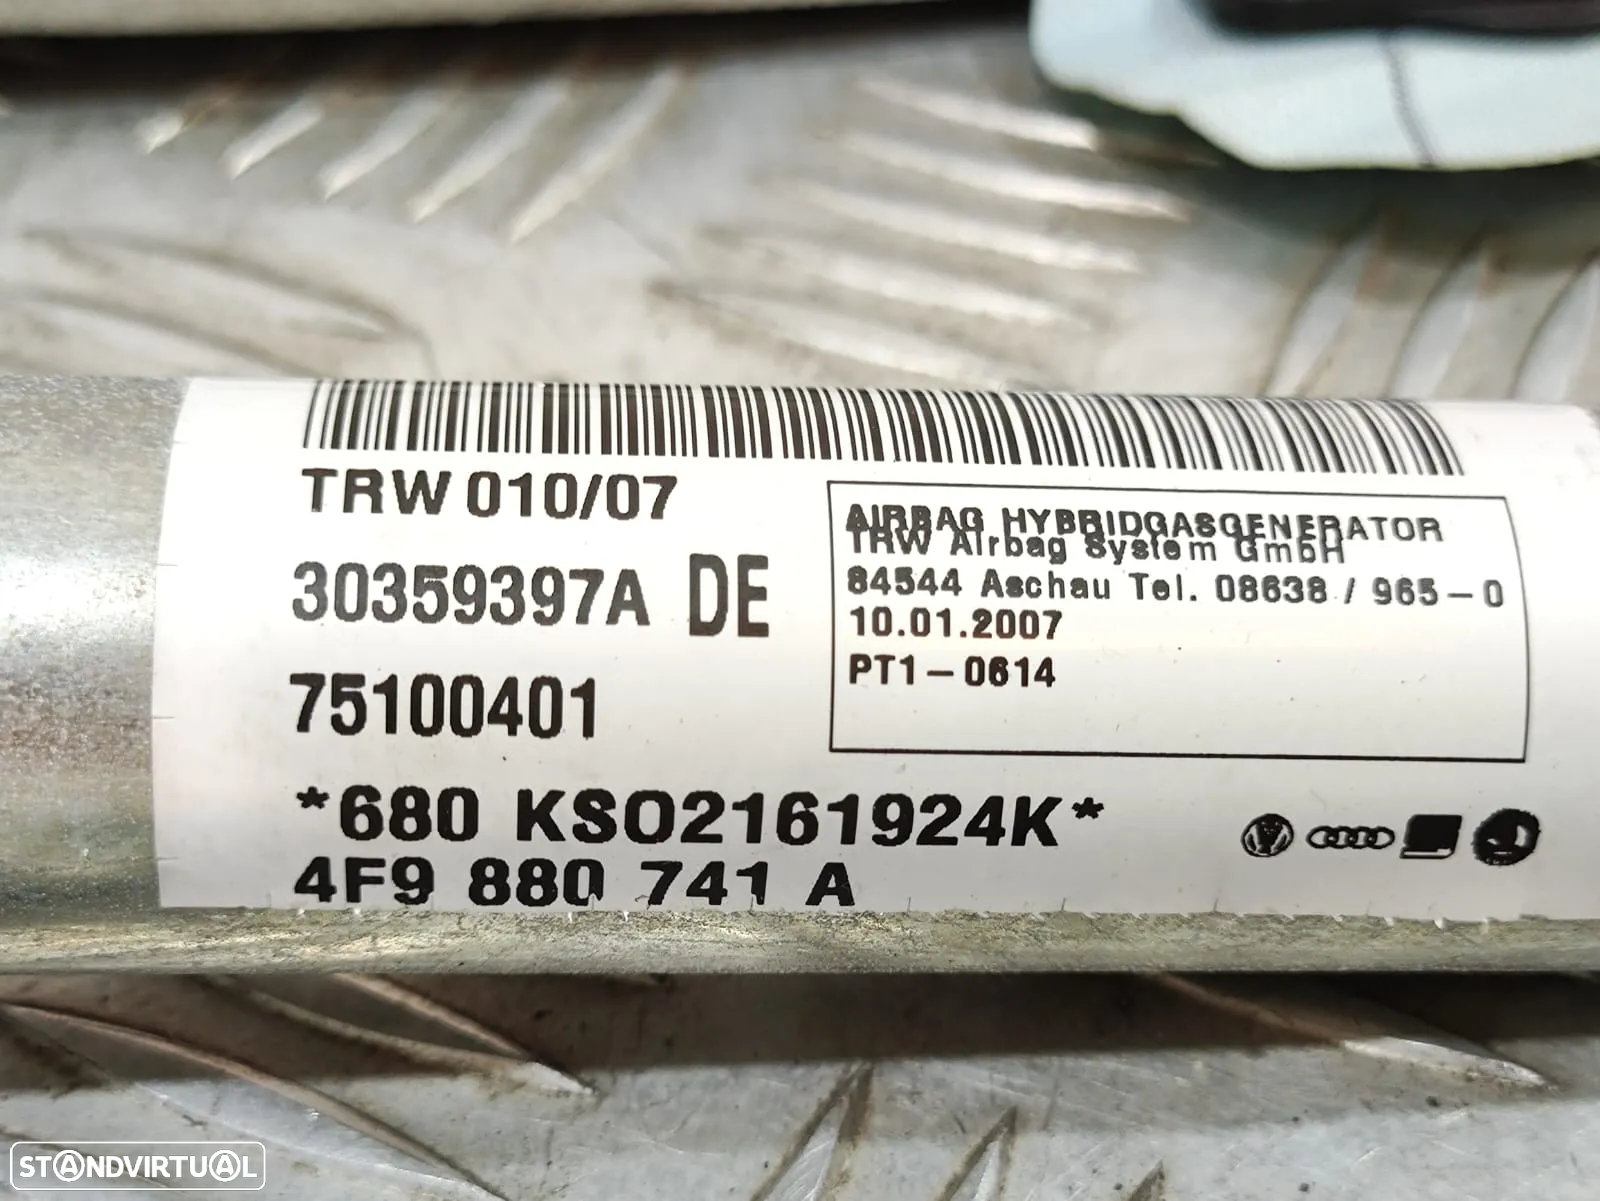 TRW 010/07
30359397A DE
75100401
*680 KSO2161924K*
4F9 880 741 A
AIRBAG HYBRIDGASGENERATOR
TRW Airbag System GmbH
84544 Aschau Tel. 08638 / 965-0
10.01.2007
PT1-0614
STANDVIRTUAL